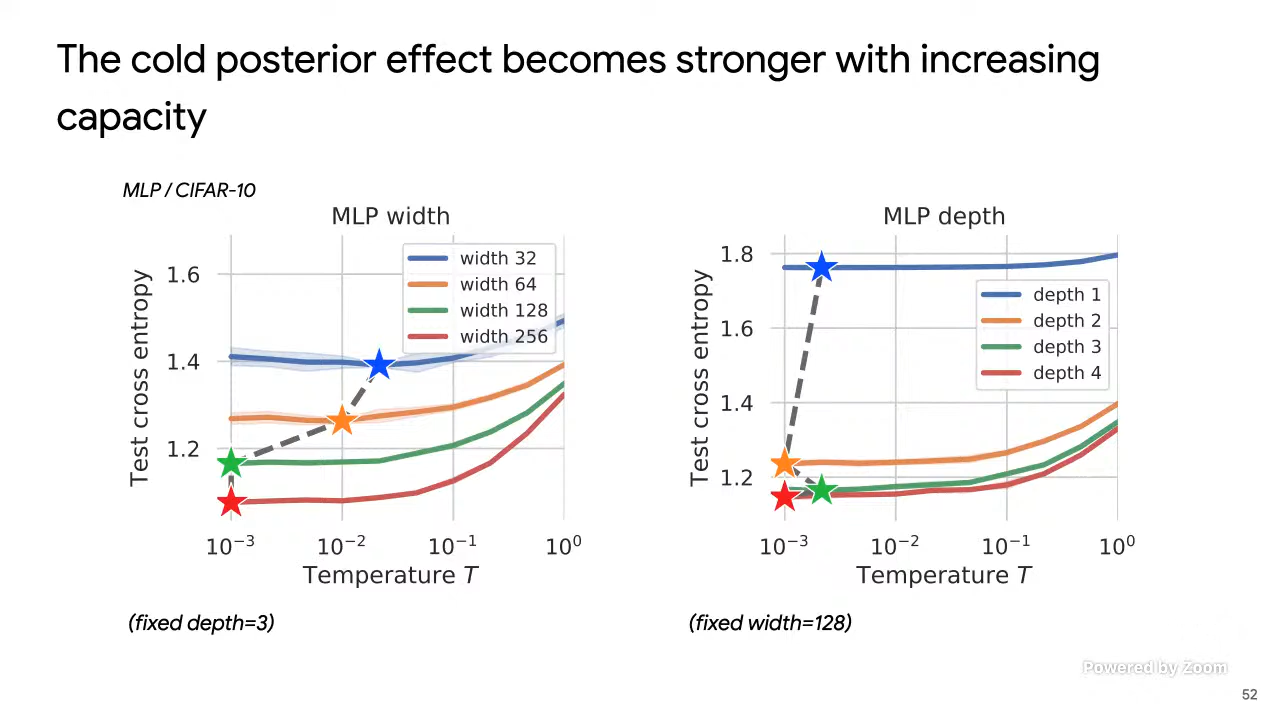 The cold posterior effect becomes stronger with increasing
capacity
MLP / CIFAR-10
MLP width
Test cross entropy
1.6
1.4
1.2
width 32
width 64
width 128
width 256
10⁻³ 10⁻² 10⁻¹ 10⁰
Temperature T
(fixed depth=3)
MLP depth
Test cross entropy
1.8
1.6
1.4
1.2
depth 1
depth 2
depth 3
depth 4
10⁻³ 10⁻² 10⁻¹ 10⁰
Temperature T
(fixed width=128)
Powered by Zoom
52